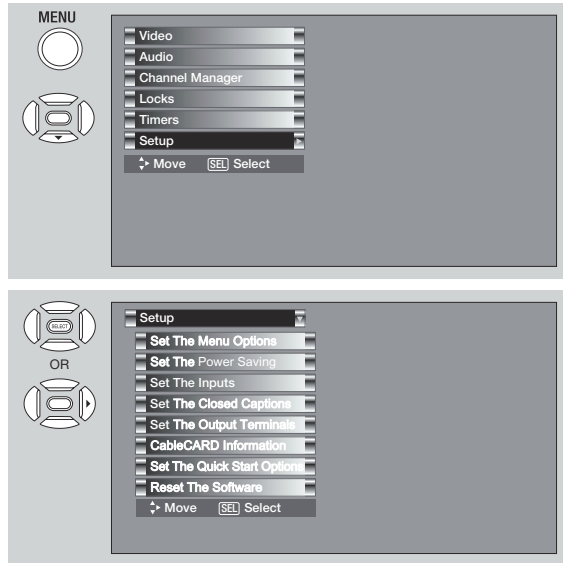 MENU
Video
Audio
Channel Manager
Locks
Timers
Setup
Move SEL Select
SELECT
OR
Setup
Set The Menu Options
Set The Power Saving
Set The Inputs
Set The Closed Captions
Set The Output Terminals
CableCARD Information
Set The Quick Start Options
Reset The Software
Move SEL Select